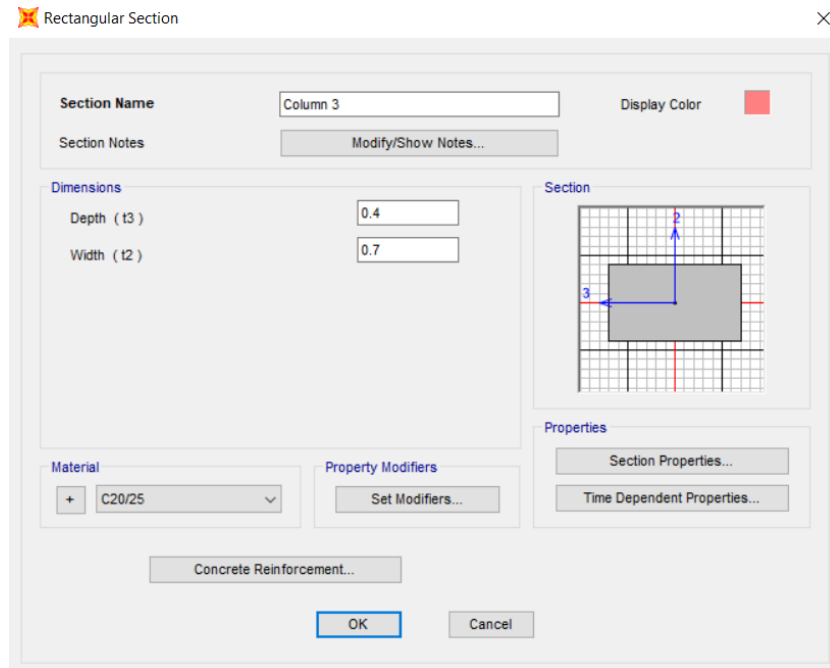 Rectangular Section
Section Name
Column 3
Display Color
Section Notes
Modify/Show Notes...
Dimensions
Depth ( t3 )
0.4
Width ( t2 )
0.7
Section
2
3
Properties
Section Properties...
Time Dependent Properties...
Material
+
C20/25
Property Modifiers
Set Modifiers...
Concrete Reinforcement...
OK
Cancel